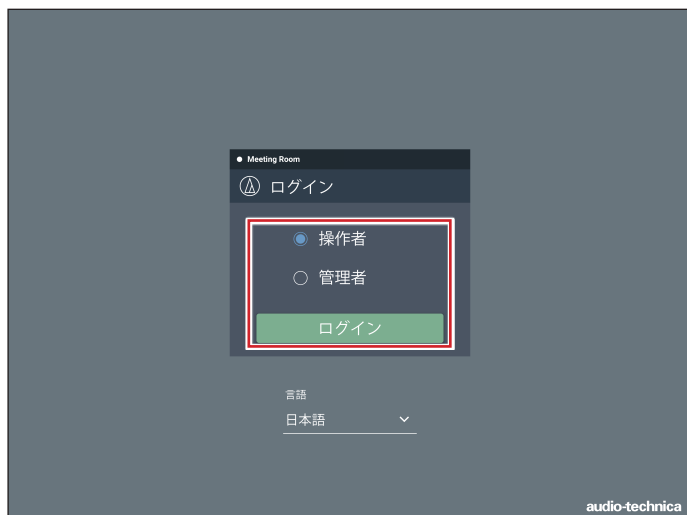 Meeting Room
ログイン
操作者
管理者
ログイン
言語
日本語
audio-technica